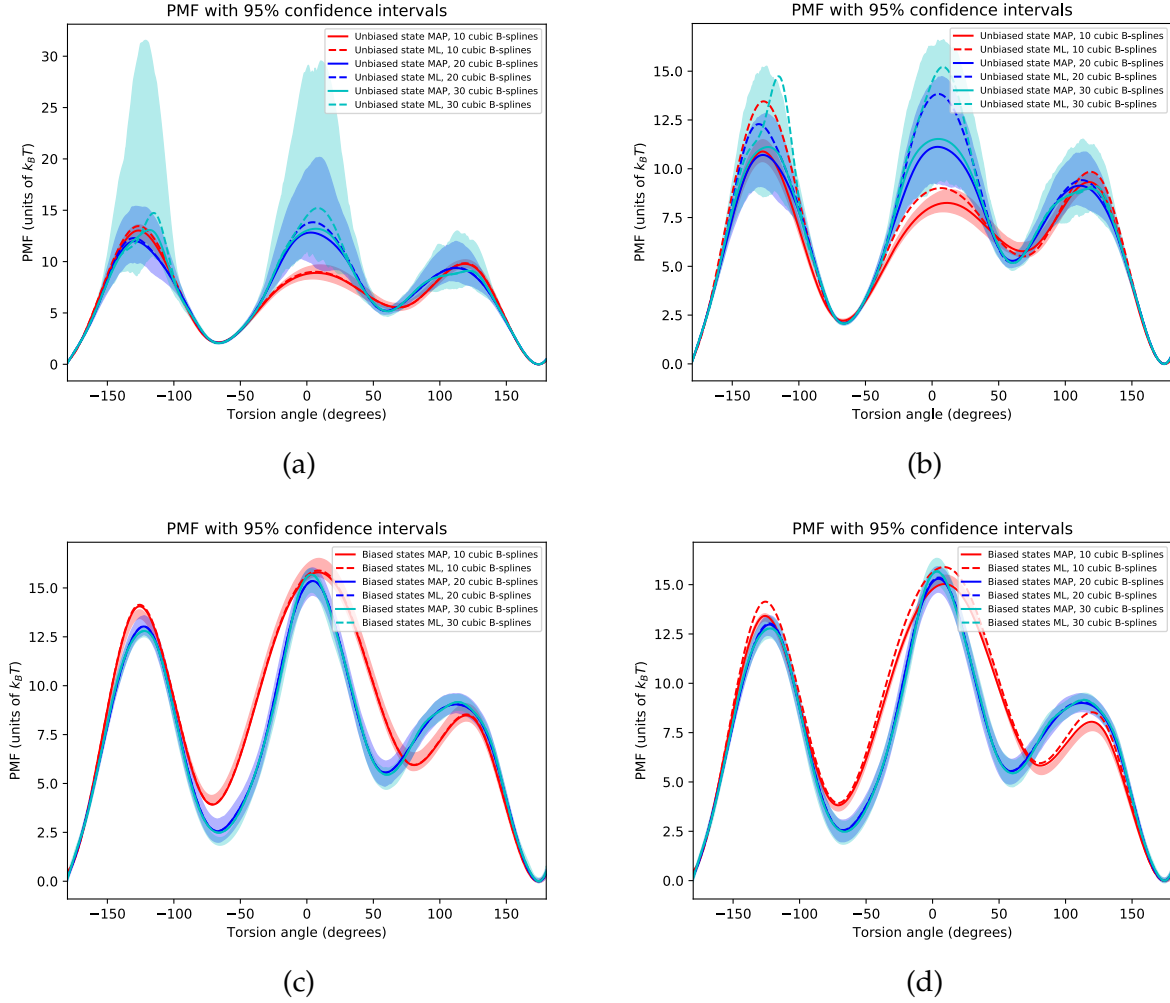 PMF with 95% confidence intervals
Unbiased state MAP, 10 cubic B-splines
Unbiased state ML, 10 cubic B-splines
Unbiased state MAP, 20 cubic B-splines
Unbiased state ML, 20 cubic B-splines
Unbiased state MAP, 30 cubic B-splines
Unbiased state ML, 30 cubic B-splines
PMF (units of kBT)
30
25
20
15
10
5
0
−150 −100 −50 0 50 100 150
Torsion angle (degrees)
(a)
PMF with 95% confidence intervals
Unbiased state MAP, 10 cubic B-splines
Unbiased state ML, 10 cubic B-splines
Unbiased state MAP, 20 cubic B-splines
Unbiased state ML, 20 cubic B-splines
Unbiased state MAP, 30 cubic B-splines
Unbiased state ML, 30 cubic B-splines
PMF (units of kBT)
15.0
12.5
10.0
7.5
5.0
2.5
0.0
−150 −100 −50 0 50 100 150
Torsion angle (degrees)
(b)
PMF with 95% confidence intervals
Biased states MAP, 10 cubic B-splines
Biased states ML, 10 cubic B-splines
Biased states MAP, 20 cubic B-splines
Biased states ML, 20 cubic B-splines
Biased states MAP, 30 cubic B-splines
Biased states ML, 30 cubic B-splines
PMF (units of kBT)
15.0
12.5
10.0
7.5
5.0
2.5
0.0
−150 −100 −50 0 50 100 150
Torsion angle (degrees)
(c)
PMF with 95% confidence intervals
Biased states MAP, 10 cubic B-splines
Biased states ML, 10 cubic B-splines
Biased states MAP, 20 cubic B-splines
Biased states ML, 20 cubic B-splines
Biased states MAP, 30 cubic B-splines
Biased states ML, 30 cubic B-splines
PMF (units of kBT)
15.0
12.5
10.0
7.5
5.0
2.5
0.0
−150 −100 −50 0 50 100 150
Torsion angle (degrees)
(d)